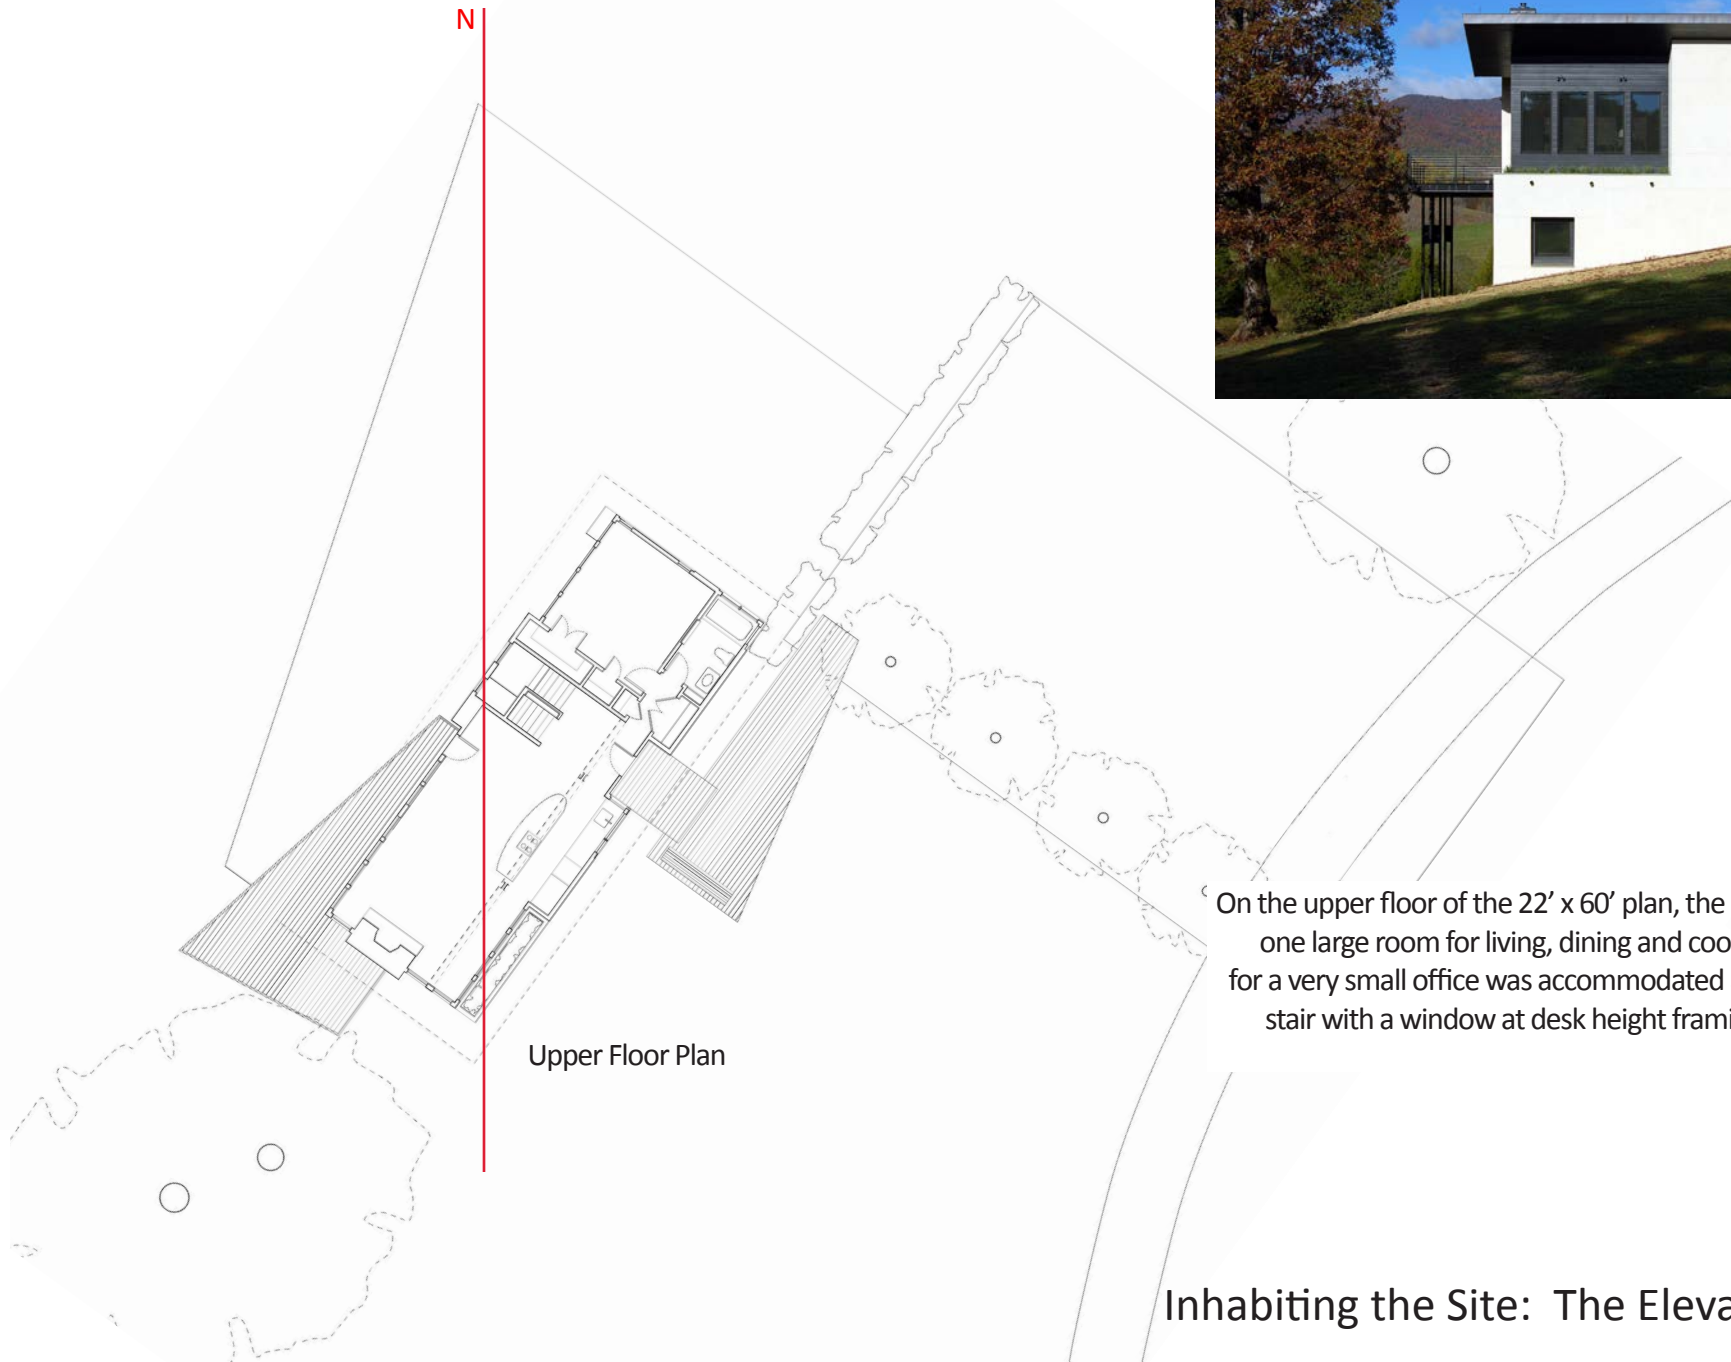 N
On the upper floor of the 22’ x 60’ plan, the
one large room for living, dining and coo
for a very small office was accommodated
stair with a window at desk height frami
Upper Floor Plan
Inhabiting the Site:  The Eleva